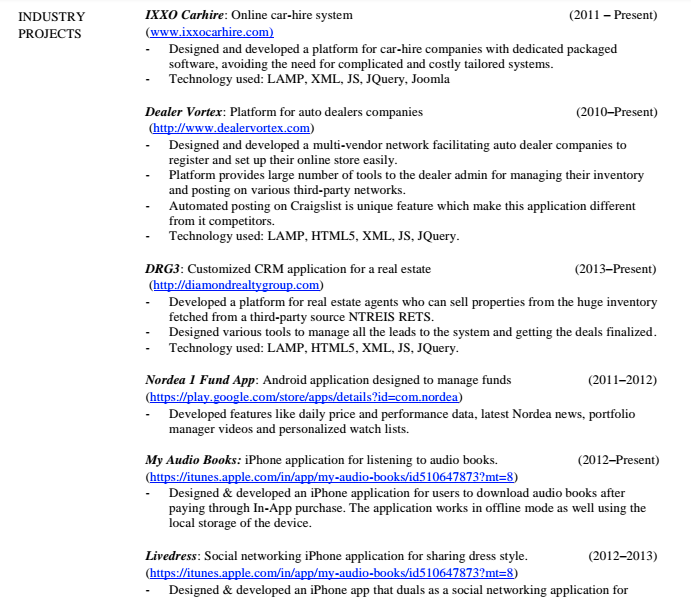 INDUSTRY
PROJECTS
IXXO Carhire: Online car-hire system (2011 – Present)
(www.ixxocarhire.com)
- Designed and developed a platform for car-hire companies with dedicated packaged
software, avoiding the need for complicated and costly tailored systems.
- Technology used: LAMP, XML, JS, JQuery, Joomla
Dealer Vortex: Platform for auto dealers companies (2010–Present)
(http://www.dealervortex.com)
- Designed and developed a multi-vendor network facilitating auto dealer companies to
register and set up their online store easily.
- Platform provides large number of tools to the dealer admin for managing their inventory
and posting on various third-party networks.
- Automated posting on Craigslist is unique feature which make this application different
from it competitors.
- Technology used: LAMP, HTML5, XML, JS, JQuery.
DRG3: Customized CRM application for a real estate (2013–Present)
(http://diamondrealtygroup.com)
- Developed a platform for real estate agents who can sell properties from the huge inventory
fetched from a third-party source NTREIS RETS.
- Designed various tools to manage all the leads to the system and getting the deals finalized.
- Technology used: LAMP, HTML5, XML, JS, JQuery.
Nordea 1 Fund App: Android application designed to manage funds (2011-2012)
(https://play.google.com/store/apps/details?id=com.nordea)
- Developed features like daily price and performance data, latest Nordea news, portfolio
manager videos and personalized watch lists.
My Audio Books: iPhone application for listening to audio books. (2012–Present)
(https://itunes.apple.com/in/app/my-audio-books/id510647873?mt=8)
- Designed & developed an iPhone application for users to download audio books after
paying through In-App purchase. The application works in offline mode as well using the
local storage of the device.
Livedress: Social networking iPhone application for sharing dress style. (2012–2013)
(https://itunes.apple.com/in/app/my-audio-books/id510647873?mt=8)
- Designed & developed an iPhone app that duals as a social networking application for